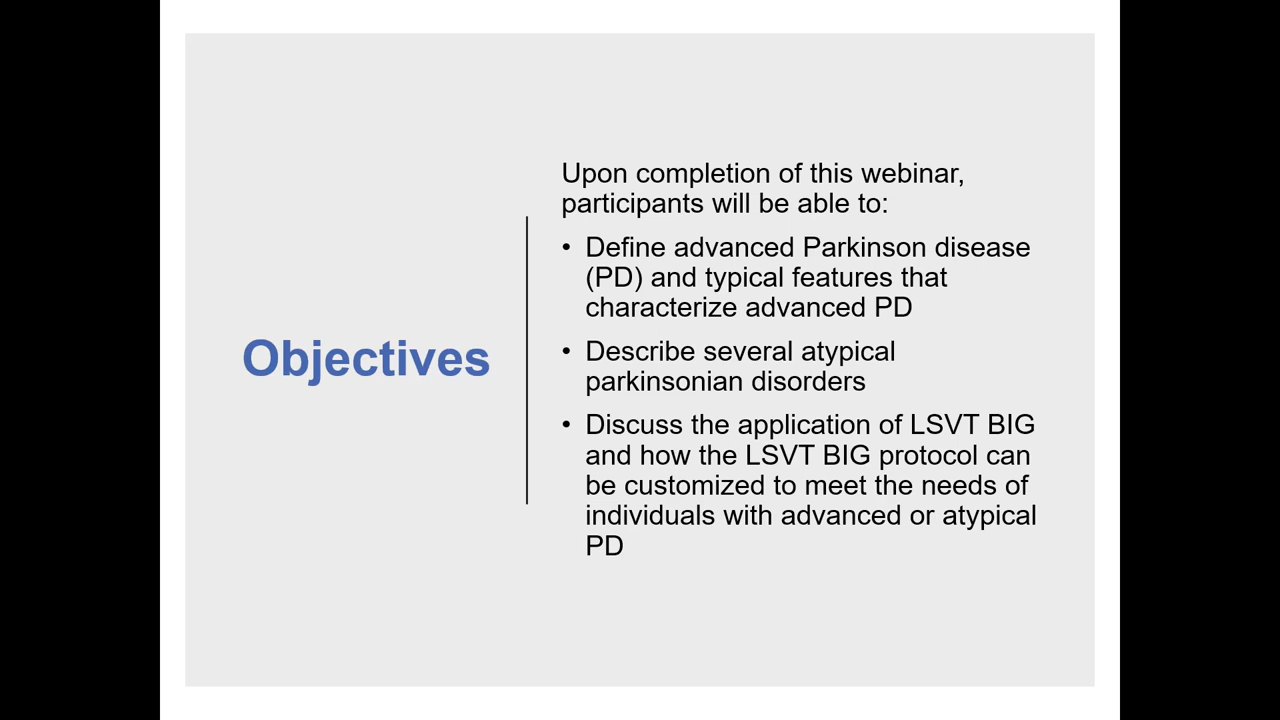 Objectives
Upon completion of this webinar,
participants will be able to:
• Define advanced Parkinson disease
(PD) and typical features that
characterize advanced PD
• Describe several atypical
parkinsonian disorders
• Discuss the application of LSVT BIG
and how the LSVT BIG protocol can
be customized to meet the needs of
individuals with advanced or atypical
PD